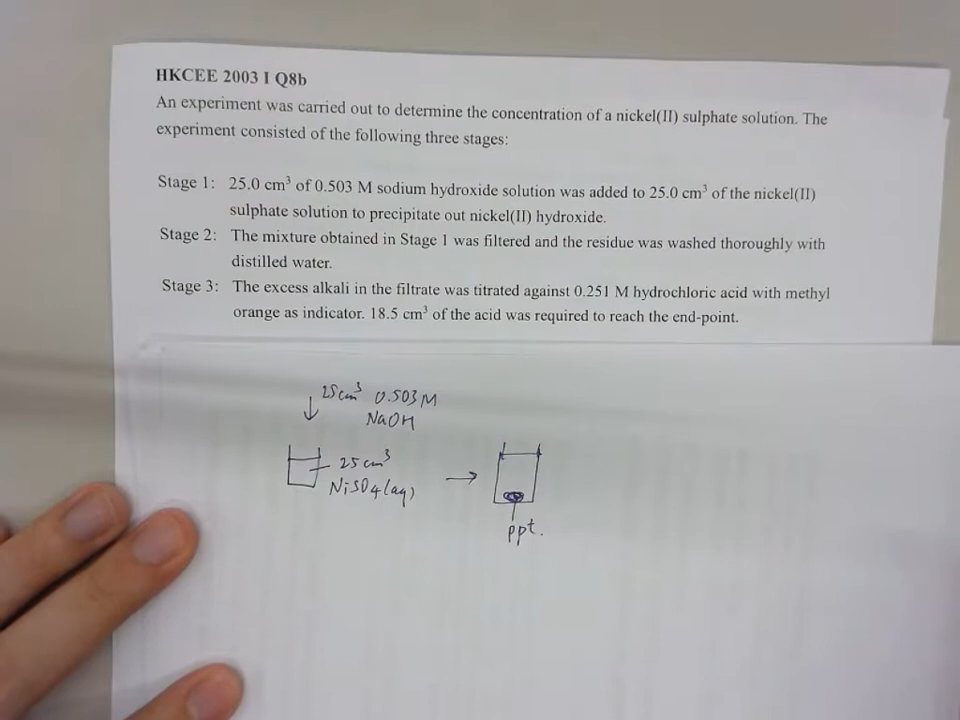 HKCEE 2003 I Q8b
An experiment was carried out to determine the concentration of a nickel(II) sulphate solution. The
experiment consisted of the following three stages:
Stage 1: 25.0 cm³ of 0.503 M sodium hydroxide solution was added to 25.0 cm³ of the nickel(II)
sulphate solution to precipitate out nickel(II) hydroxide.
Stage 2: The mixture obtained in Stage 1 was filtered and the residue was washed thoroughly with
distilled water.
Stage 3: The excess alkali in the filtrate was titrated against 0.251 M hydrochloric acid with methyl
orange as indicator. 18.5 cm³ of the acid was required to reach the end-point.
25cm³ 0.503M
NaOH
25cm³
NiSO4(aq)
ppt.